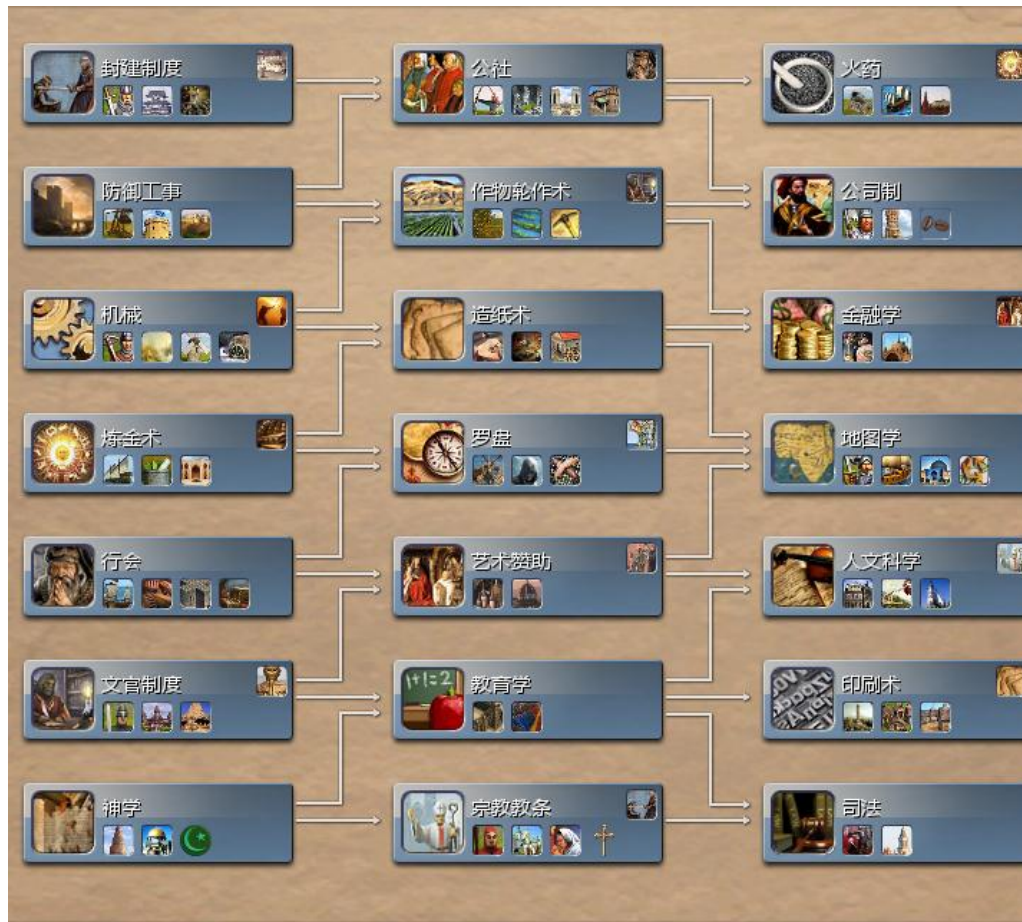 封建制度
公社
火药
防御工事
作物轮作术
公司制
机械
造纸术
金融学
炼金术
罗盘
地图学
行会
艺术赞助
人文科学
文官制度
教育学
印刷术
神学
宗教教条
司法
1+1=2